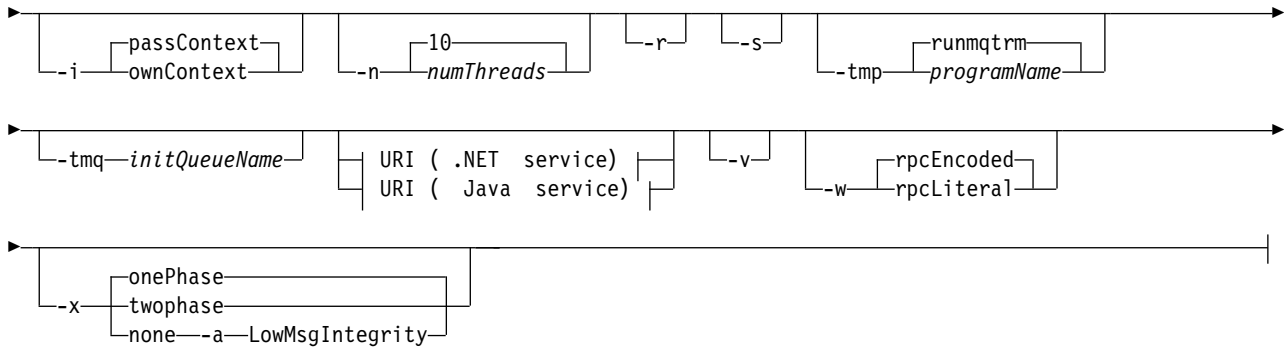 passContext 10 -r -s runmqtrm
-i ownContext -n numThreads -tmp programName
-tmq initQueueName URI ( .NET service) -v rpcEncoded
URI ( Java service) -w rpcLiteral
onePhase
-x twophase
none -a LowMsgIntegrity